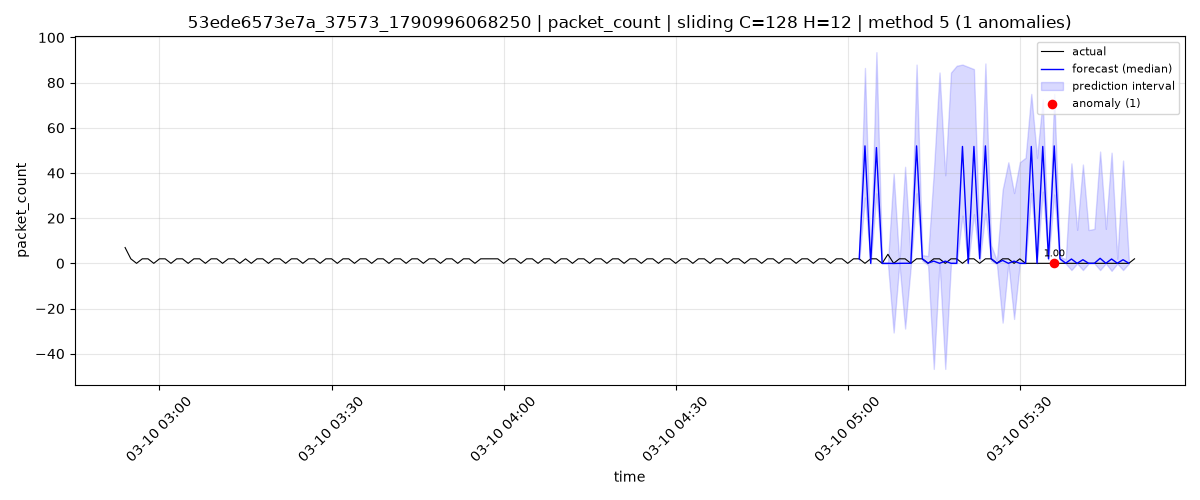 53ede6573e7a_37573_1790996068250 | packet_count | sliding C=128 H=12 | method 5 (1 anomalies)
100
80
60
40
20
0
−20
−40
packet_count
actual
forecast (median)
prediction interval
anomaly (1)
1.00
03-10 03:00
03-10 03:30
03-10 04:00
03-10 04:30
03-10 05:00
03-10 05:30
time